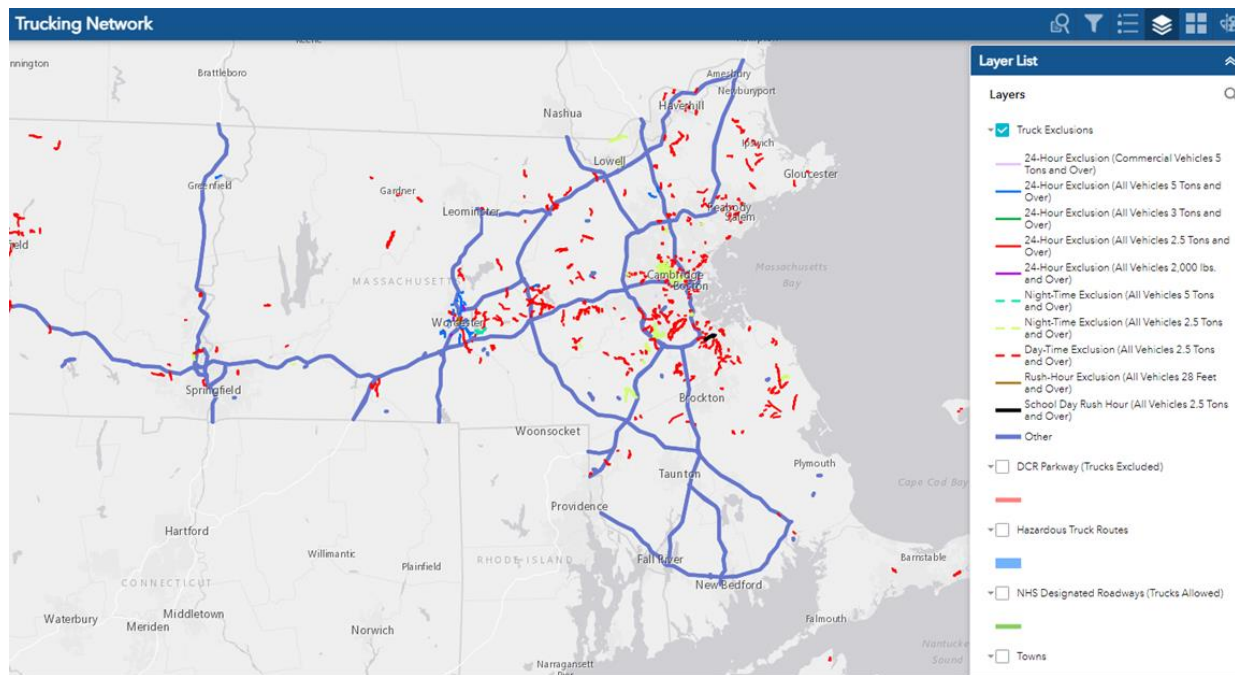 Trucking Network
Layer List
Layers
Truck Exclusions
24-Hour Exclusion (Commercial Vehicles 5
Tons and Over)
24-Hour Exclusion (All Vehicles 5 Tons and
Over)
24-Hour Exclusion (All Vehicles 3 Tons and
Over)
24-Hour Exclusion (All Vehicles 2.5 Tons and
Over)
24-Hour Exclusion (All Vehicles 2,000 lbs.
and Over)
Night-Time Exclusion (All Vehicles 5 Tons
and Over)
Night-Time Exclusion (All Vehicles 2.5 Tons
and Over)
Day-Time Exclusion (All Vehicles 2.5 Tons
and Over)
Rush-Hour Exclusion (All Vehicles 28 Feet
and Over)
School Day Rush Hour (All Vehicles 2.5 Tons
and Over)
Other
DCR Parkway (Trucks Excluded)
Hazardous Truck Routes
NHS Designated Roadways (Trucks Allowed)
Towns
nnington
Brattleboro
Amesbury
Newburyport
Nashua
Haverhill
Lowell
Ipswich
Gloucester
Greenfield
Gardner
Leominster
Peabody
Salem
field
MASSACHUSETTS
Cambridge
Boston
Massachusetts
Bay
Worcester
Springfield
Brockton
Woonsocket
Taunton
Plymouth
Cape Cod Bay
Providence
Hartford
Willimantic
Plainfield
RHODE ISLAND
Fall River
New Bedford
Barnstable
CONNECTICUT
Waterbury
Middletown
Meriden
Norwich
Falmouth
Nantucke
Sound
Narragansett